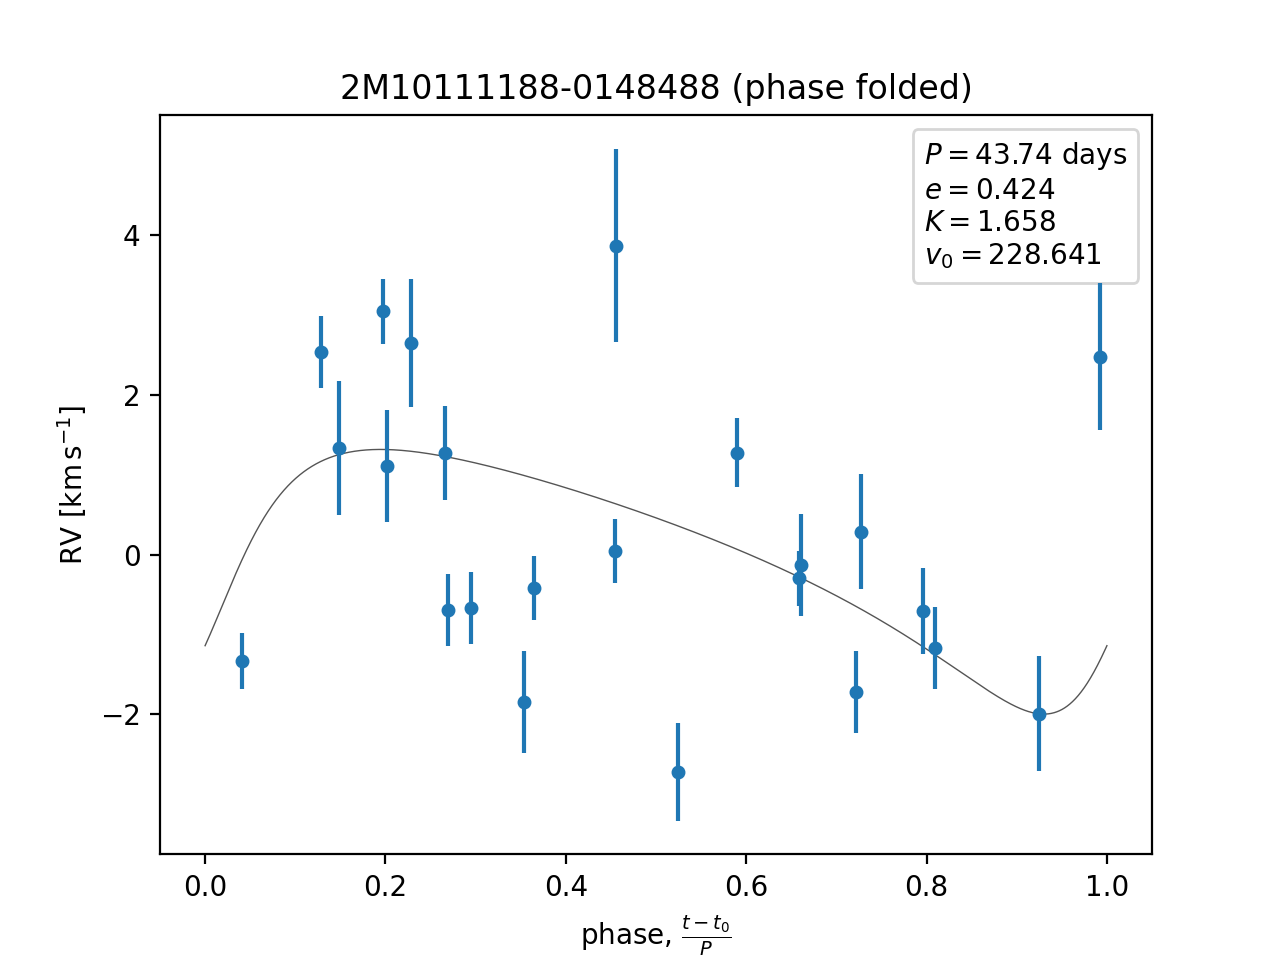 2M10111188-0148488 (phase folded)
P = 43.74 days
e = 0.424
K = 1.658
v₀ = 228.641
4
2
0
−2
RV [km s⁻¹]
0.0 0.2 0.4 0.6 0.8 1.0
phase, (t − t₀)/P